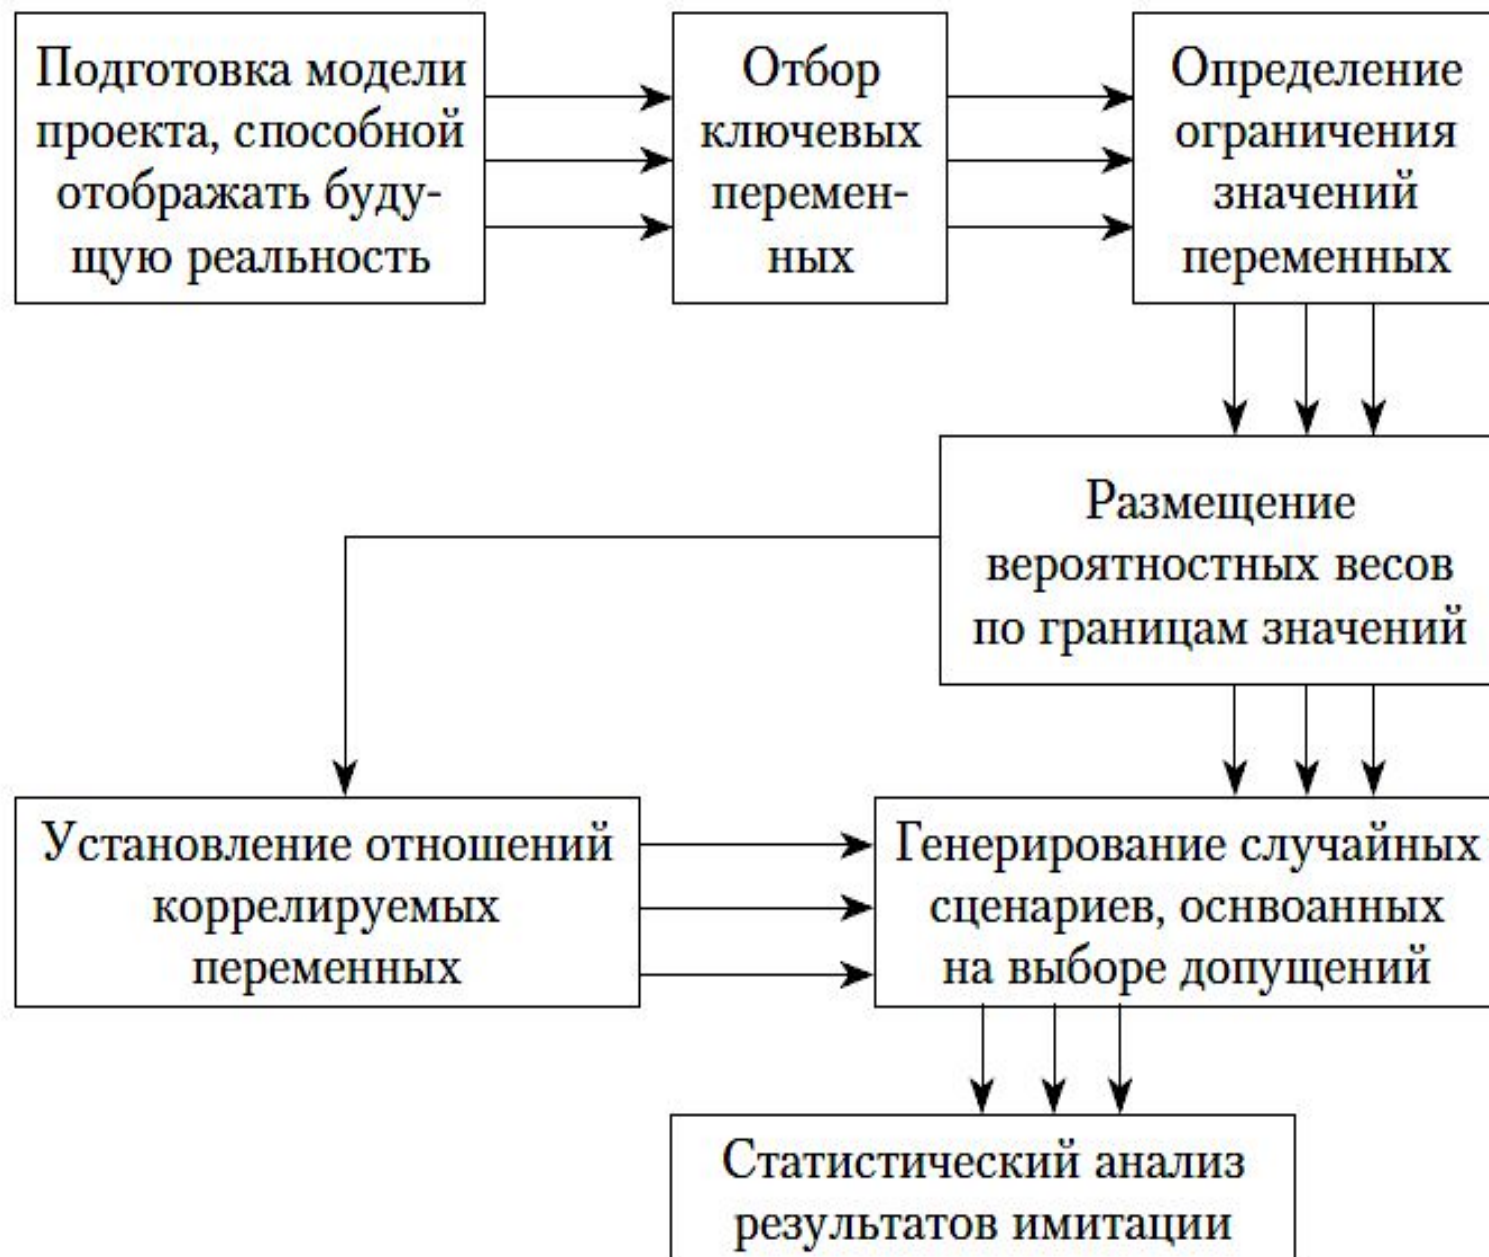 Подготовка модели
проекта, способной
отображать буду-
щую реальность
Отбор
ключевых
перемен-
ных
Определение
ограничения
значений
переменных
Размещение
вероятностных весов
по границам значений
Установление отношений
коррелируемых
переменных
Генерирование случайных
сценариев, оснвоанных
на выборе допущений
Статистический анализ
результатов имитации